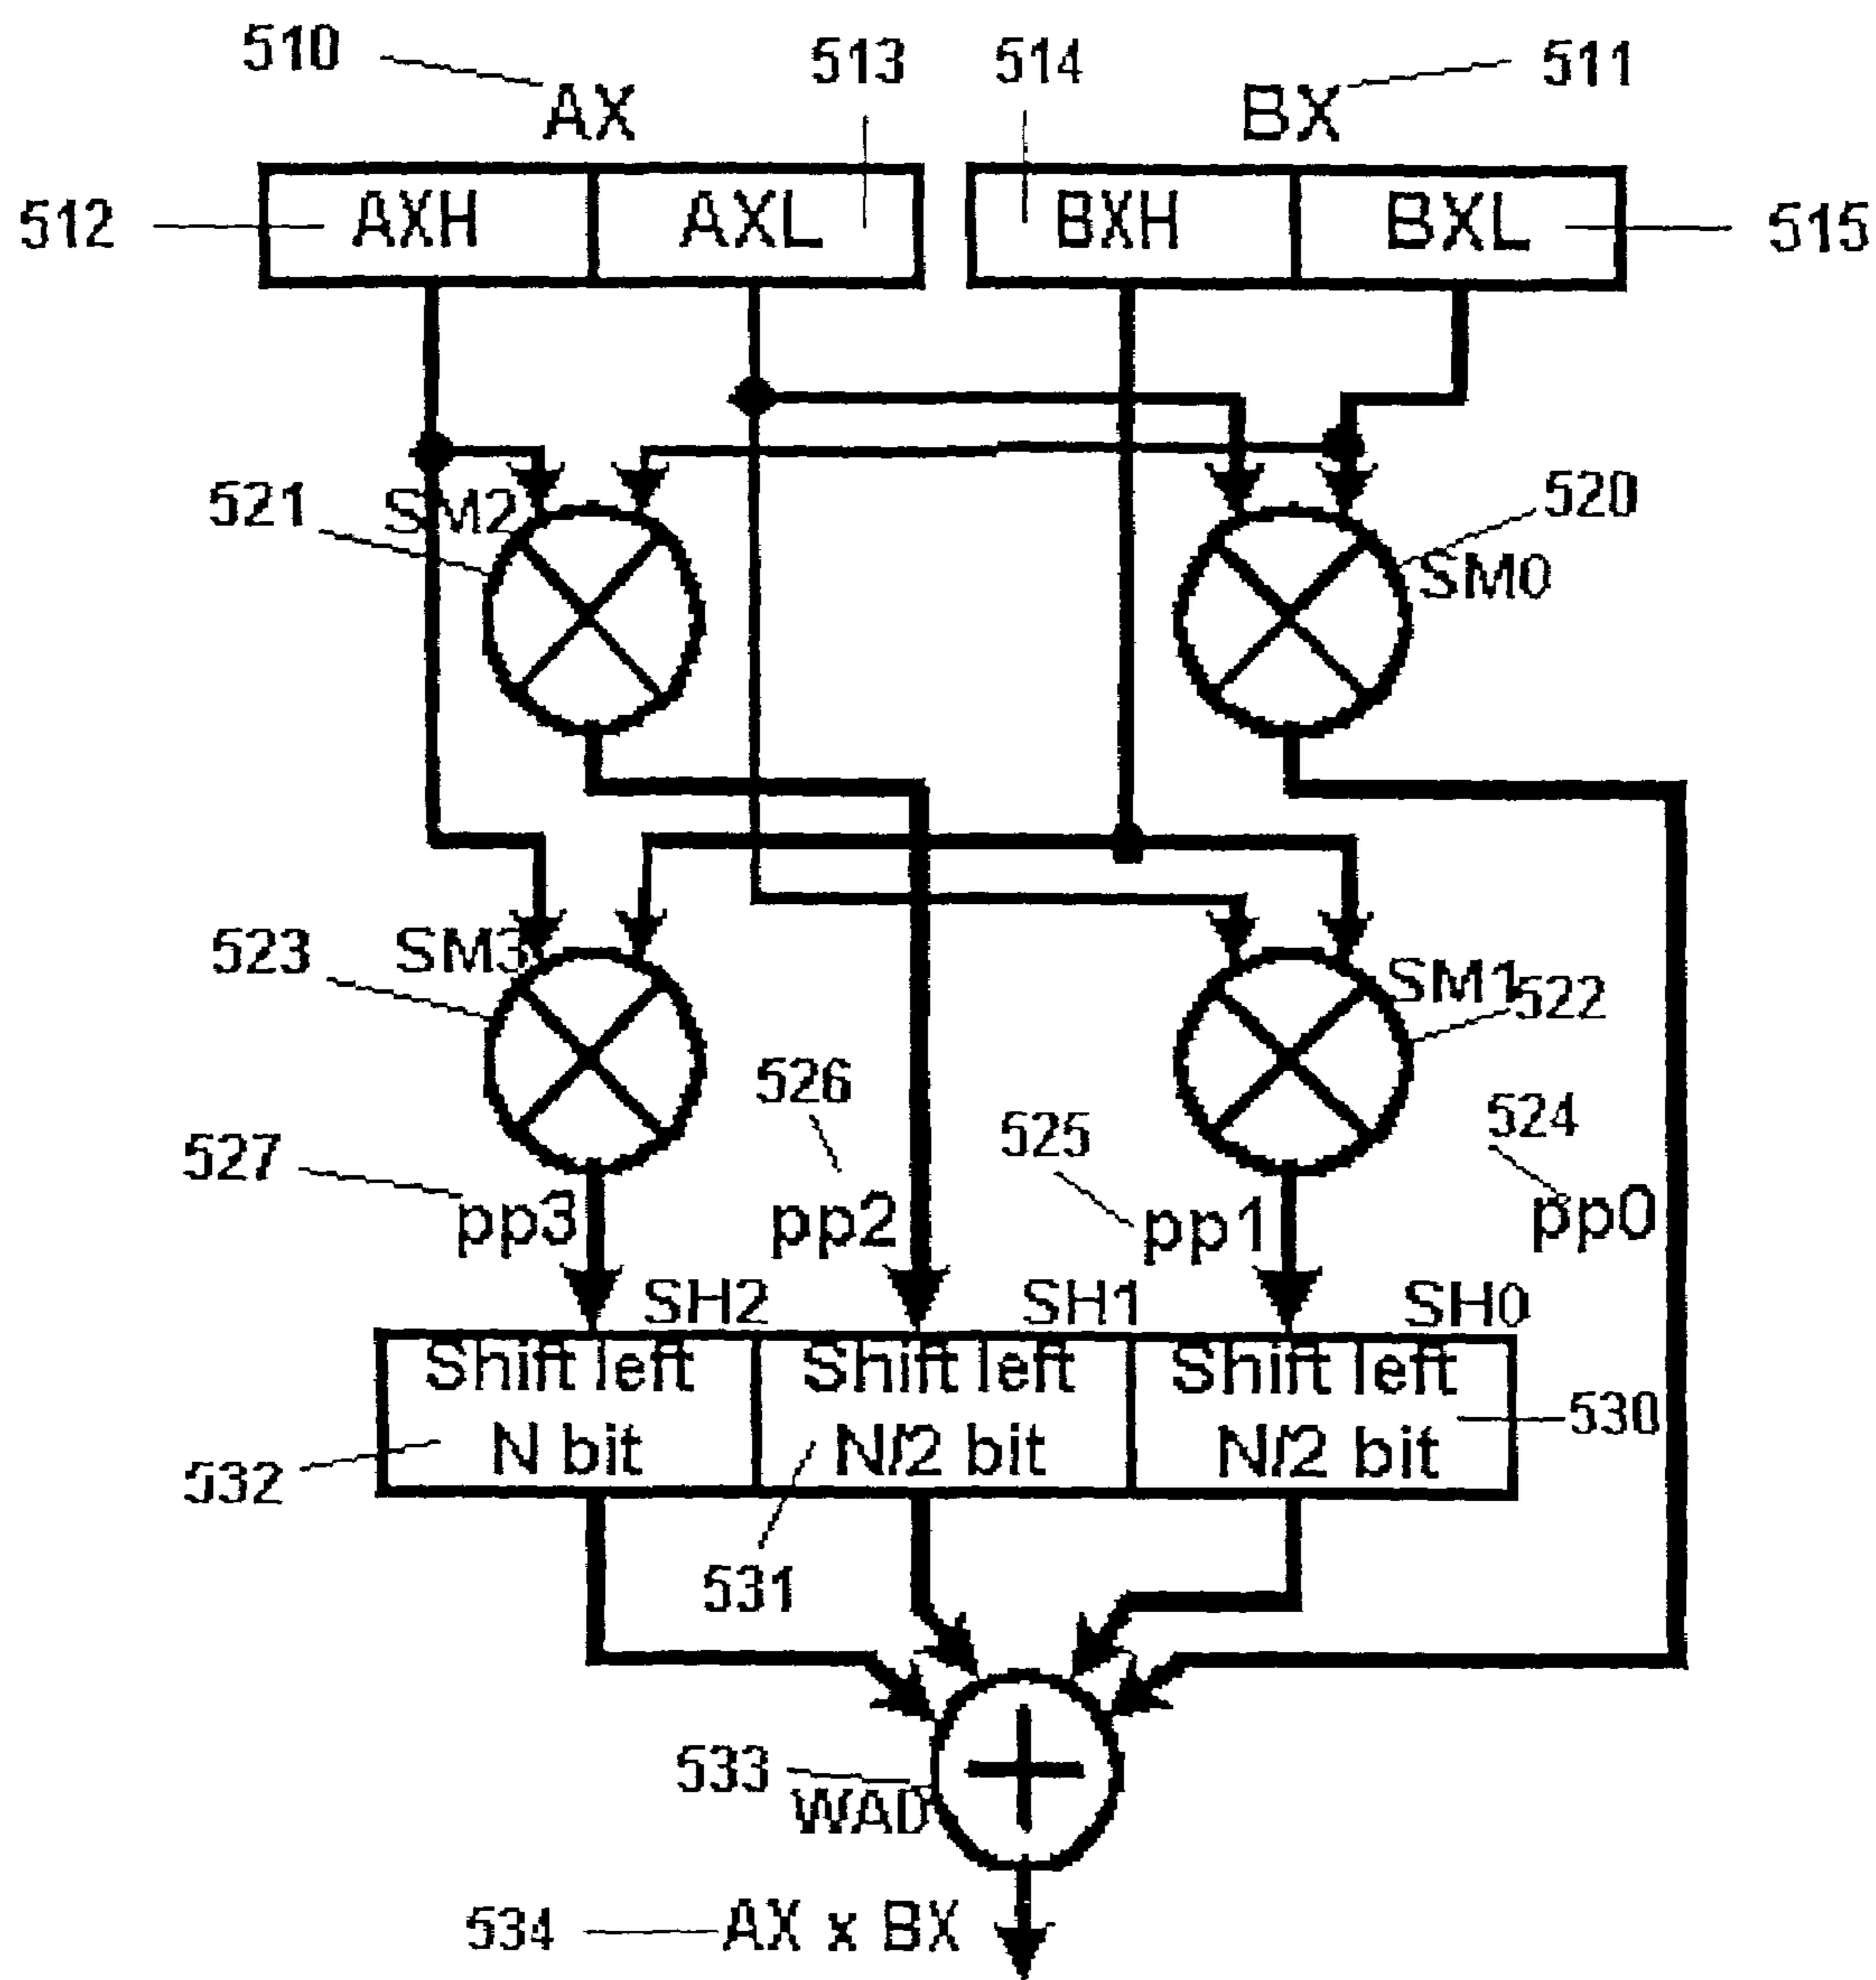 510 513 514 511
AX BX
512 AXH AXL BXH BXL 515
521 SM2 520
SM0
523 SM3 SM1 522
526 524
527 525
pp3 pp2 pp1 pp0
SH2 SH1 SH0
Shift left Shift left Shift left
N bit N/2 bit N/2 bit 530
532
531
533
WAD
534 AX x BX